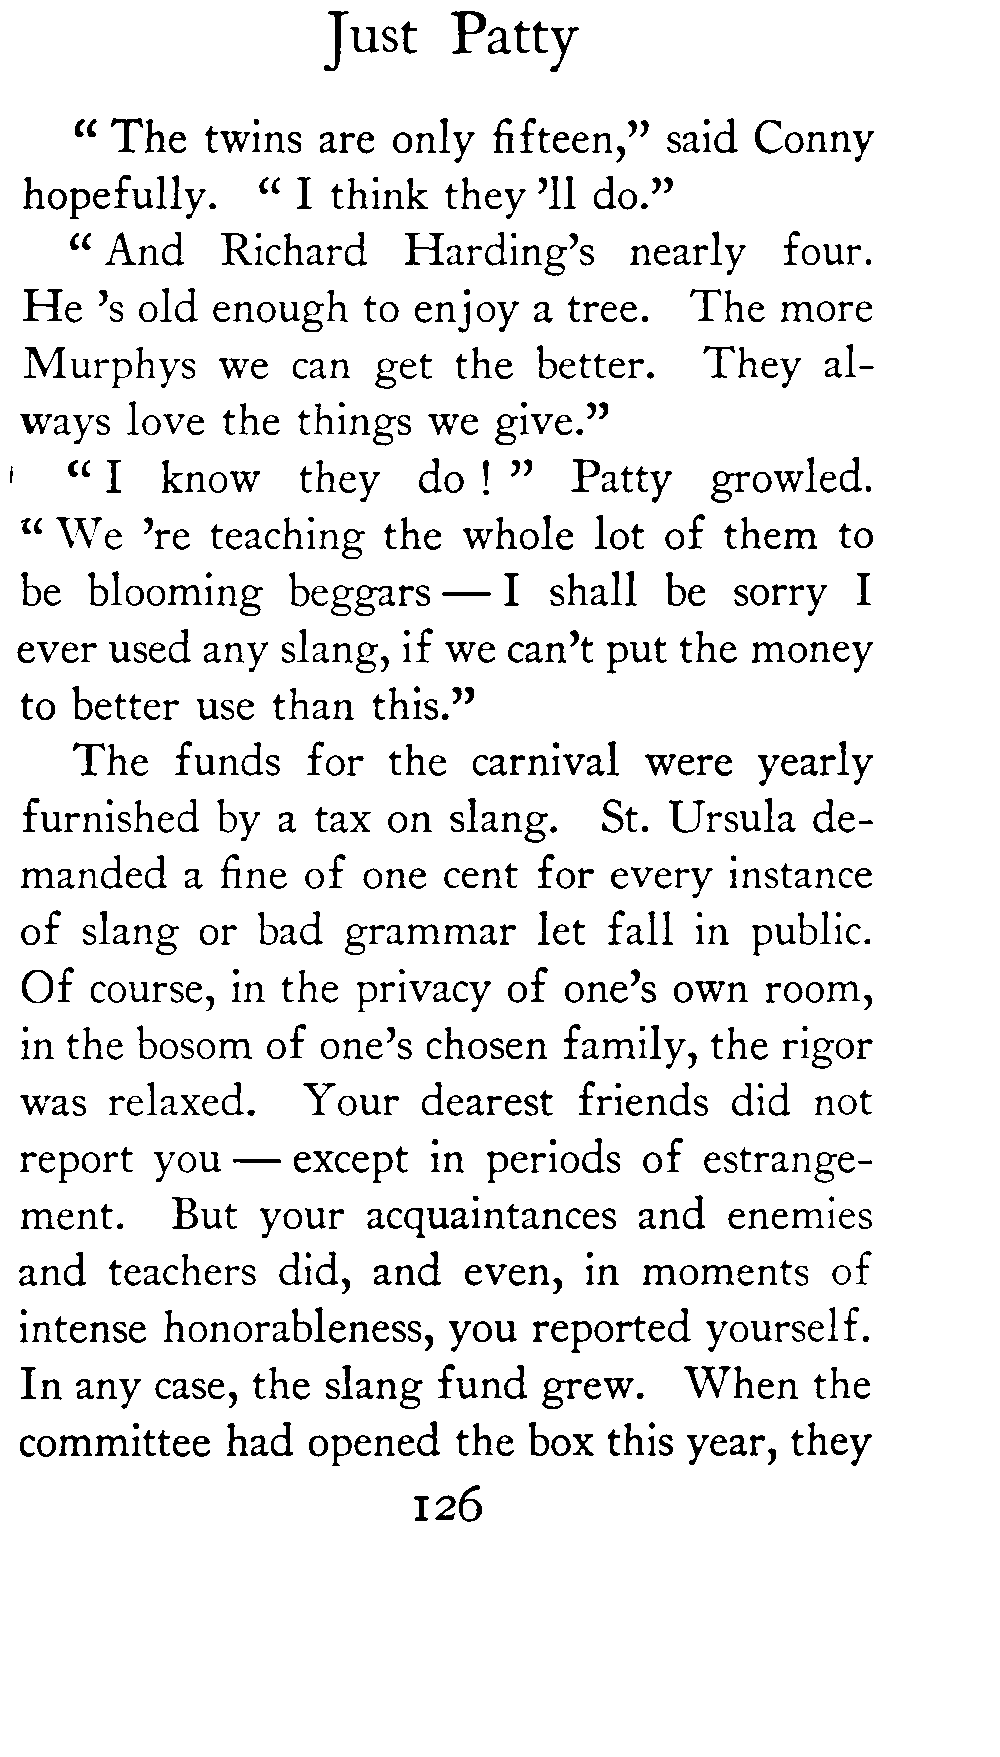 Just Patty
“ The twins are only fifteen,” said Conny
hopefully. “ I think they ’ll do.”
“ And Richard Harding’s nearly four.
He ’s old enough to enjoy a tree. The more
Murphys we can get the better. They al-
ways love the things we give.”
“ I know they do ! ” Patty growled.
“ We ’re teaching the whole lot of them to
be blooming beggars — I shall be sorry I
ever used any slang, if we can’t put the money
to better use than this.”
The funds for the carnival were yearly
furnished by a tax on slang. St. Ursula de-
manded a fine of one cent for every instance
of slang or bad grammar let fall in public.
Of course, in the privacy of one’s own room,
in the bosom of one’s chosen family, the rigor
was relaxed. Your dearest friends did not
report you — except in periods of estrange-
ment. But your acquaintances and enemies
and teachers did, and even, in moments of
intense honorableness, you reported yourself.
In any case, the slang fund grew. When the
committee had opened the box this year, they
126